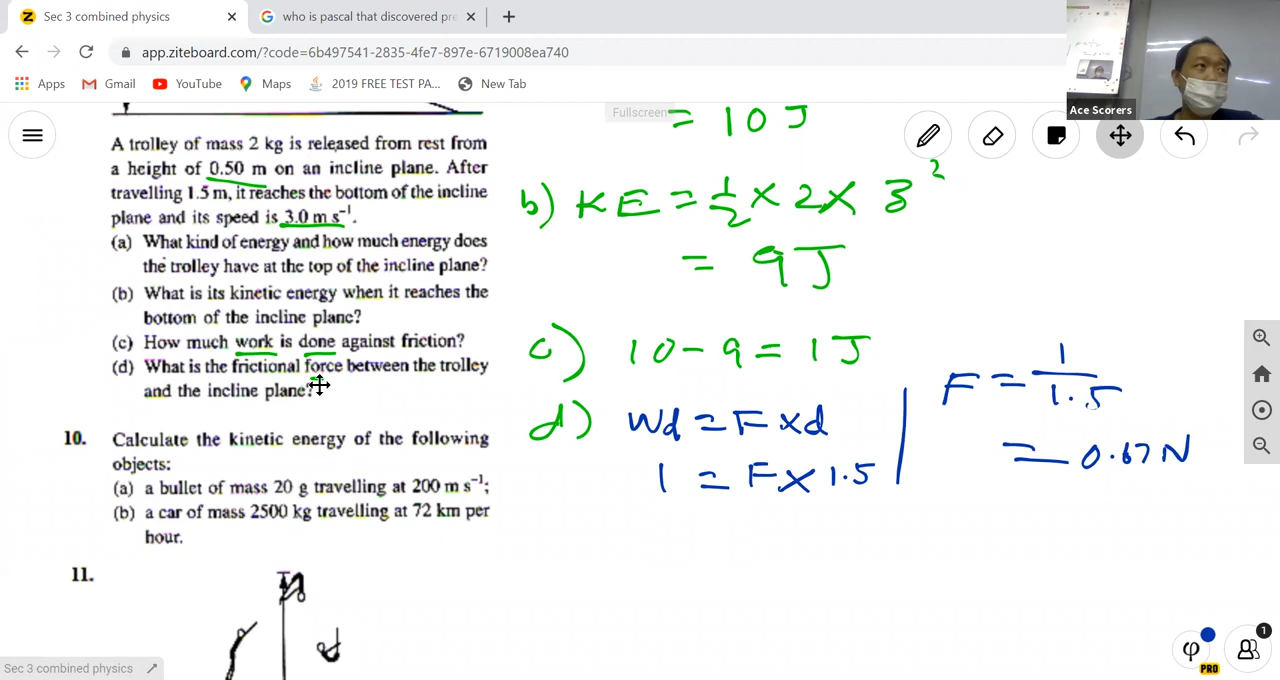 Sec 3 combined physics
who is pascal that discovered pre
app.ziteboard.com/?code=6b497541-2835-4fe7-897e-6719008ea740
Apps
Gmail
YouTube
Maps
2019 FREE TEST PA...
New Tab
Ace Scorers
Fullscreen
A trolley of mass 2 kg is released from rest from
a height of 0.50 m on an incline plane. After
travelling 1.5 m, it reaches the bottom of the incline
plane and its speed is 3.0 m s⁻¹.
(a) What kind of energy and how much energy does
the trolley have at the top of the incline plane?
(b) What is its kinetic energy when it reaches the
bottom of the incline plane?
(c) How much work is done against friction?
(d) What is the frictional force between the trolley
and the incline plane?
10. Calculate the kinetic energy of the following
objects:
(a) a bullet of mass 20 g travelling at 200 m s⁻¹;
(b) a car of mass 2500 kg travelling at 72 km per
hour.
11.
= 10 J
b) KE = 1/2 × 2 × 3²
= 9 J
c) 10 - 9 = 1 J
d) Wd = F x d
1 = F × 1.5
F = 1/1.5
= 0.67 N
d
Sec 3 combined physics
φ
PRO
1